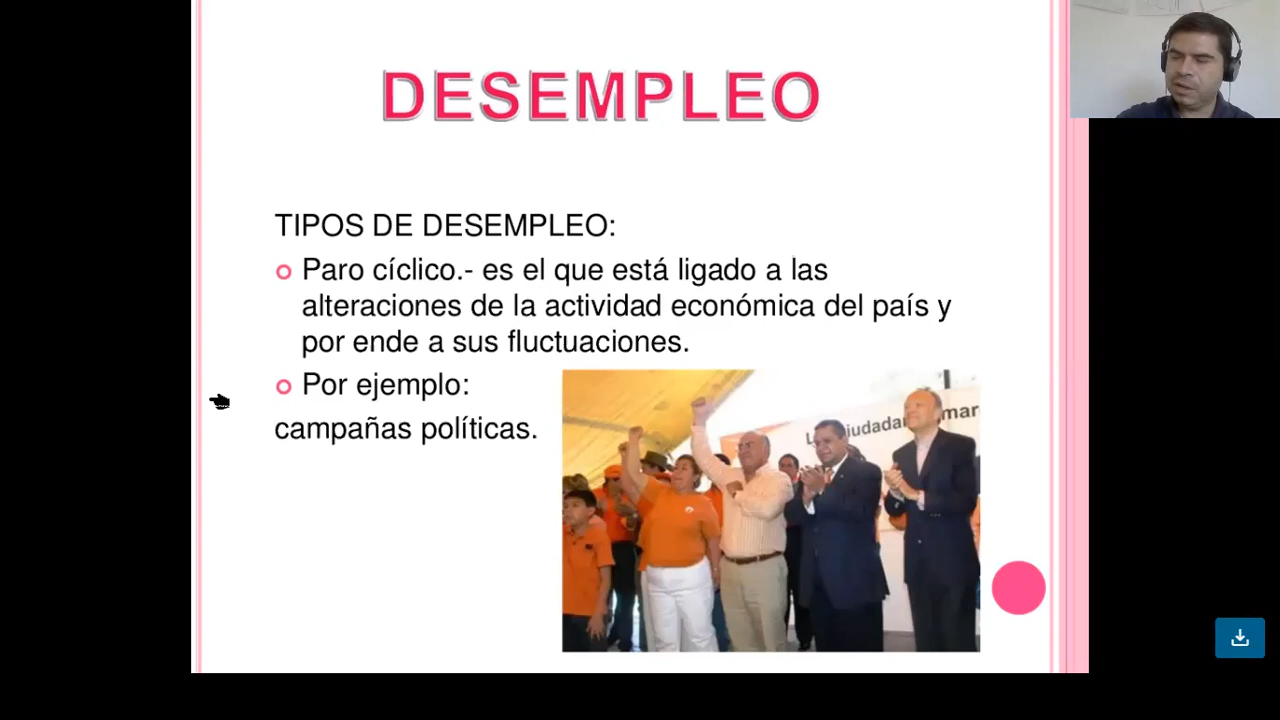 DESEMPLEO
TIPOS DE DESEMPLEO:
Paro cíclico.- es el que está ligado a las
alteraciones de la actividad económica del país y
por ende a sus fluctuaciones.
Por ejemplo:
campañas políticas.